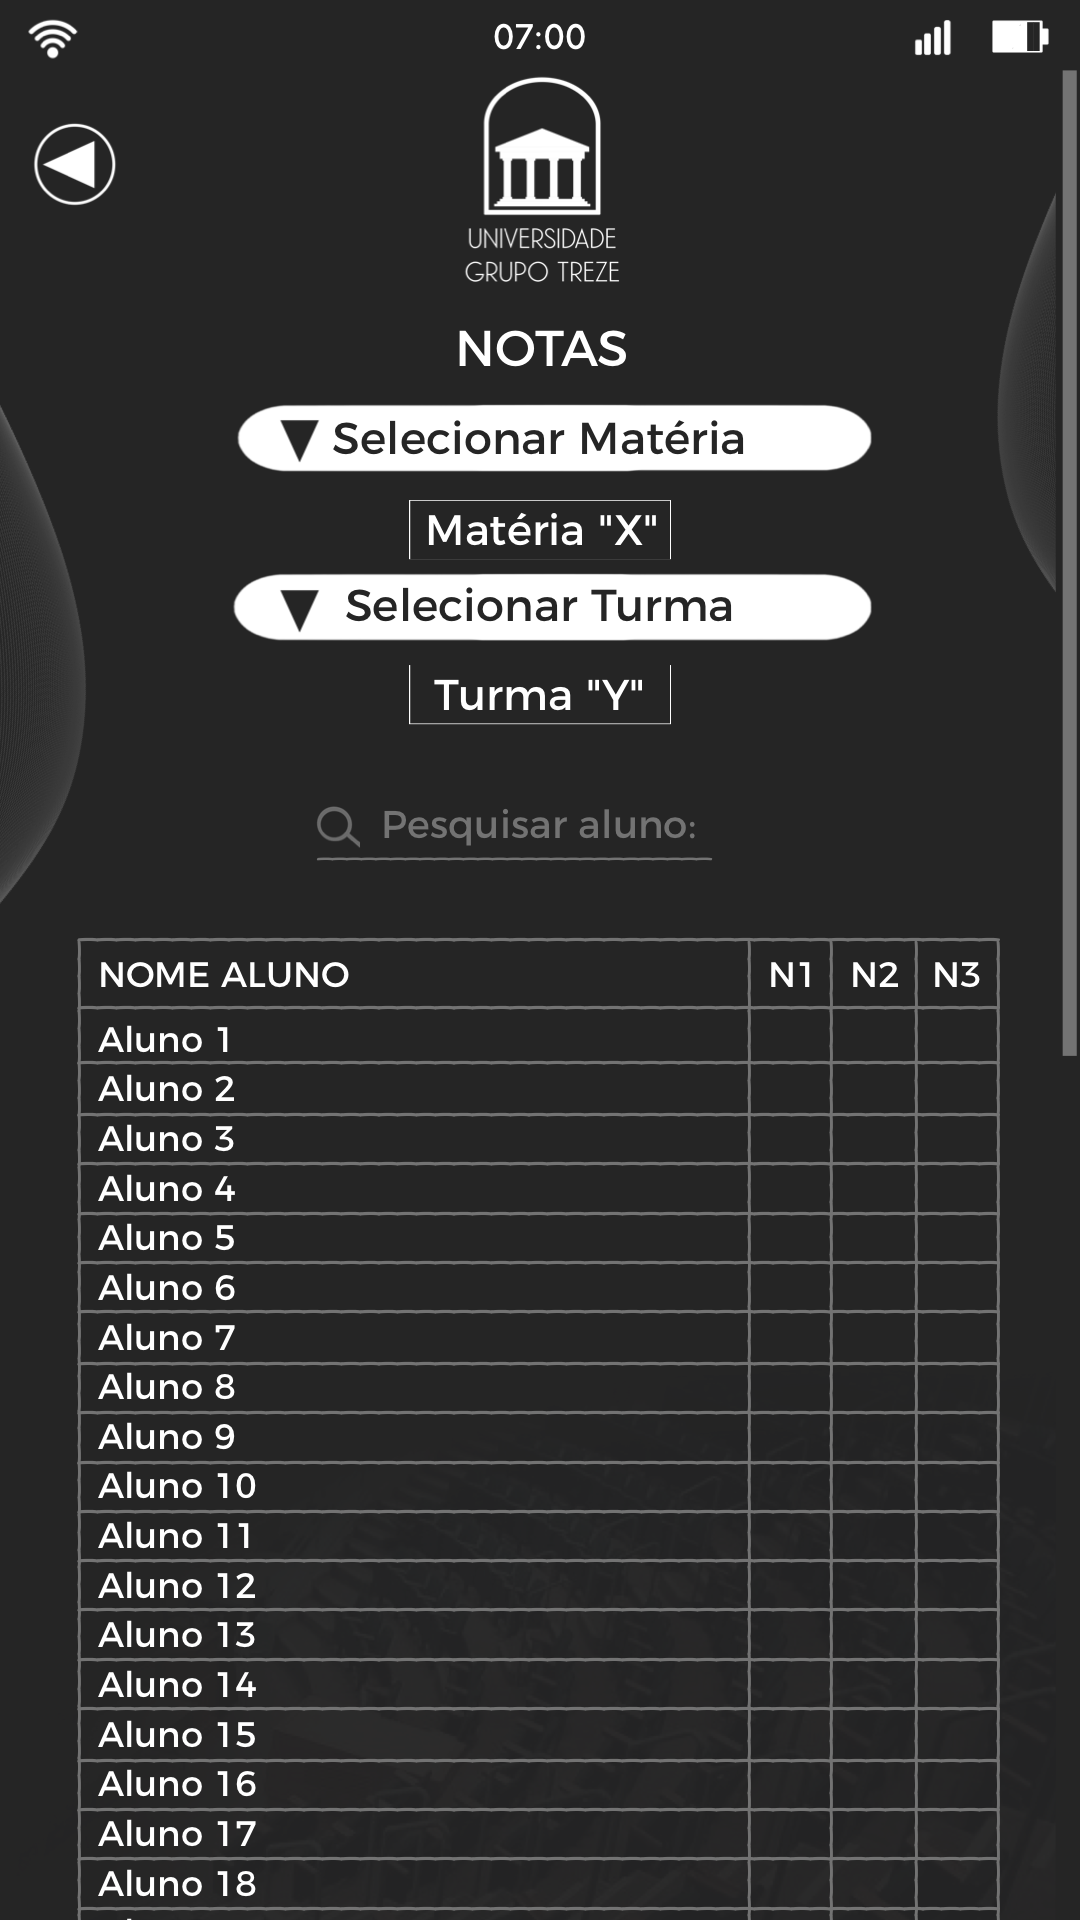 07:00
UNIVERSIDADE
GRUPO TREZE
NOTAS
Selecionar Matéria
Matéria "X"
Selecionar Turma
Turma "Y"
Pesquisar aluno:
NOME ALUNO N1 N2 N3
Aluno 1
Aluno 2
Aluno 3
Aluno 4
Aluno 5
Aluno 6
Aluno 7
Aluno 8
Aluno 9
Aluno 10
Aluno 11
Aluno 12
Aluno 13
Aluno 14
Aluno 15
Aluno 16
Aluno 17
Aluno 18